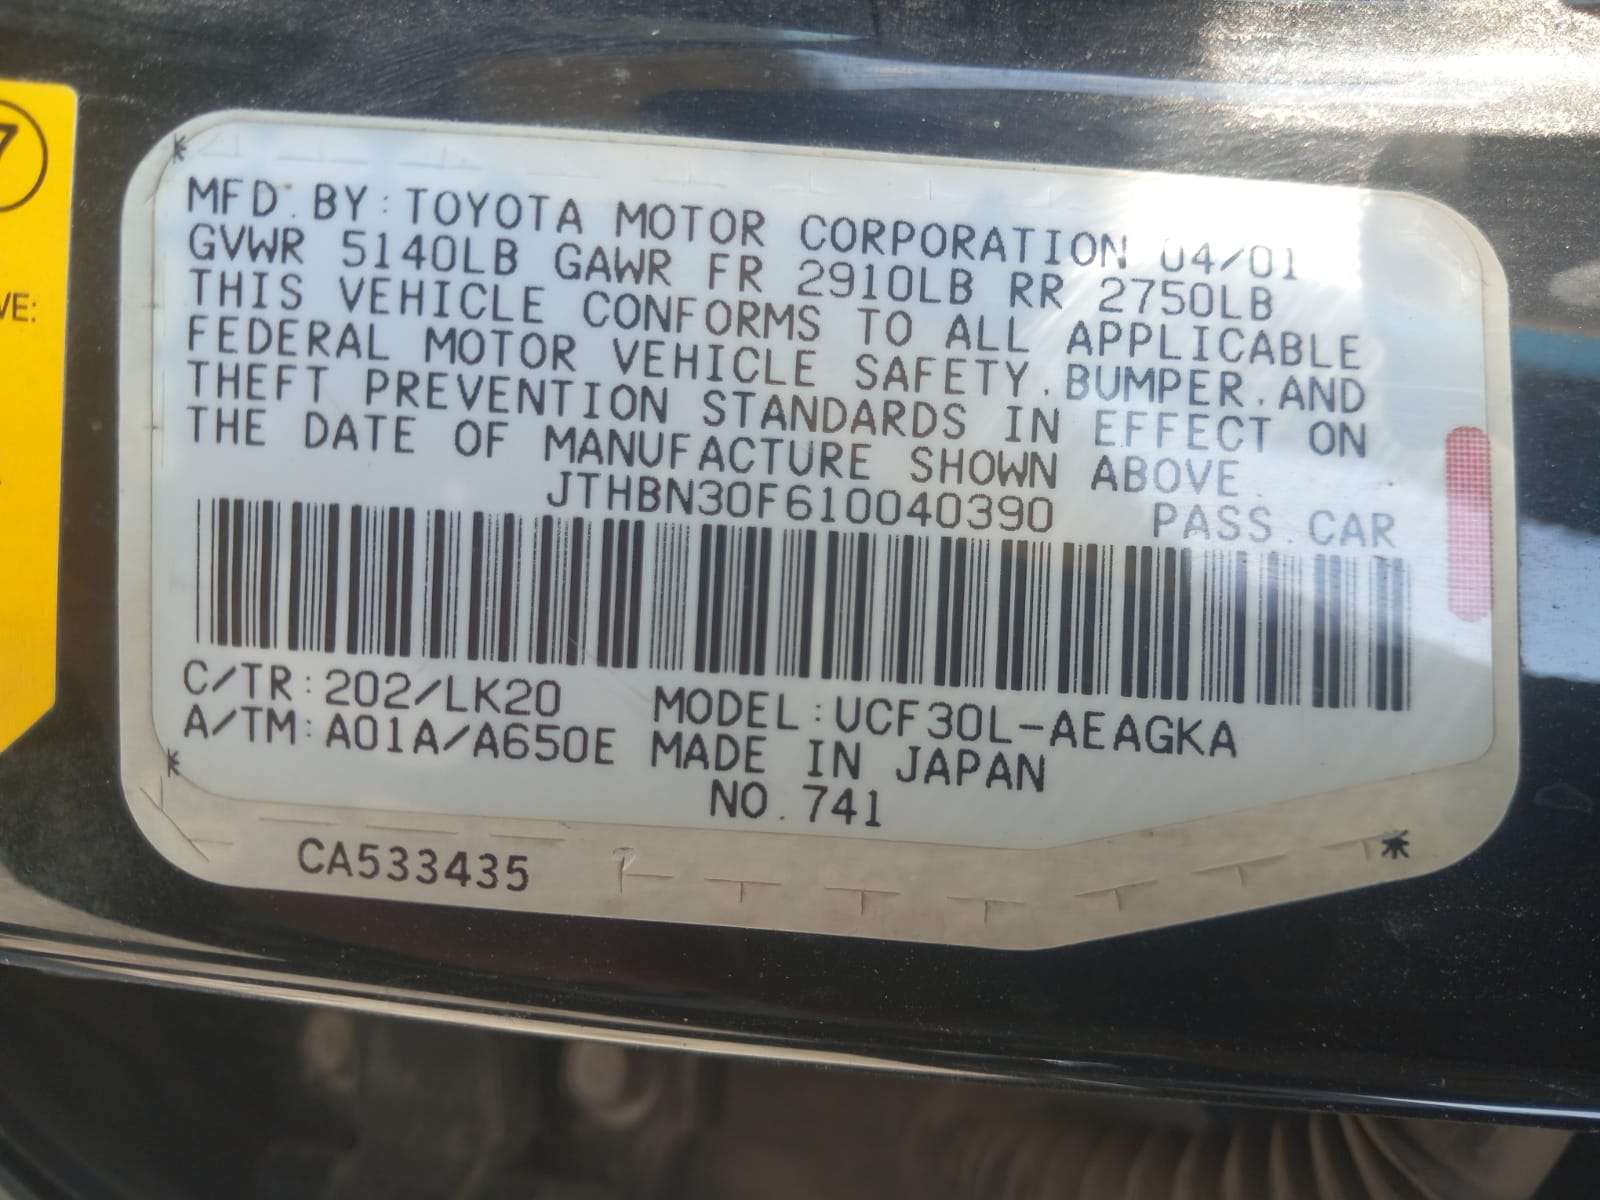 7
VE:
MFD. BY: TOYOTA MOTOR CORPORATION 04/01
GVWR 5140LB GAWR FR 2910LB RR 2750LB
THIS VEHICLE CONFORMS TO ALL APPLICABLE
FEDERAL MOTOR VEHICLE SAFETY, BUMPER, AND
THEFT PREVENTION STANDARDS IN EFFECT ON
THE DATE OF MANUFACTURE SHOWN ABOVE.
JTHBN30F610040390 PASS. CAR
C/TR: 202/LK20 MODEL: UCF30L-AEAGKA
A/TM: A01A/A650E MADE IN JAPAN
NO. 741
CA533435